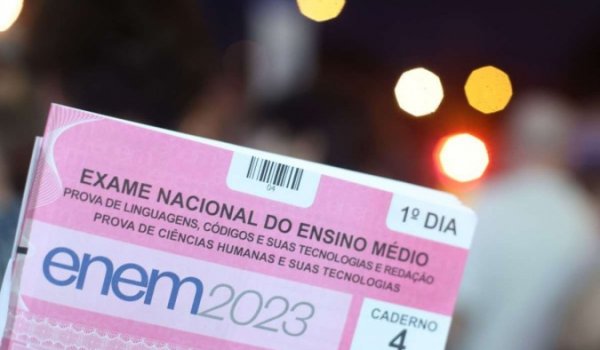 04
1º DIA
EXAME NACIONAL DO ENSINO MÉDIO
PROVA DE LINGUAGENS, CÓDIGOS E SUAS TECNOLOGIAS E REDAÇÃO
PROVA DE CIÊNCIAS HUMANAS E SUAS TECNOLOGIAS
enem2023
CADERNO
4